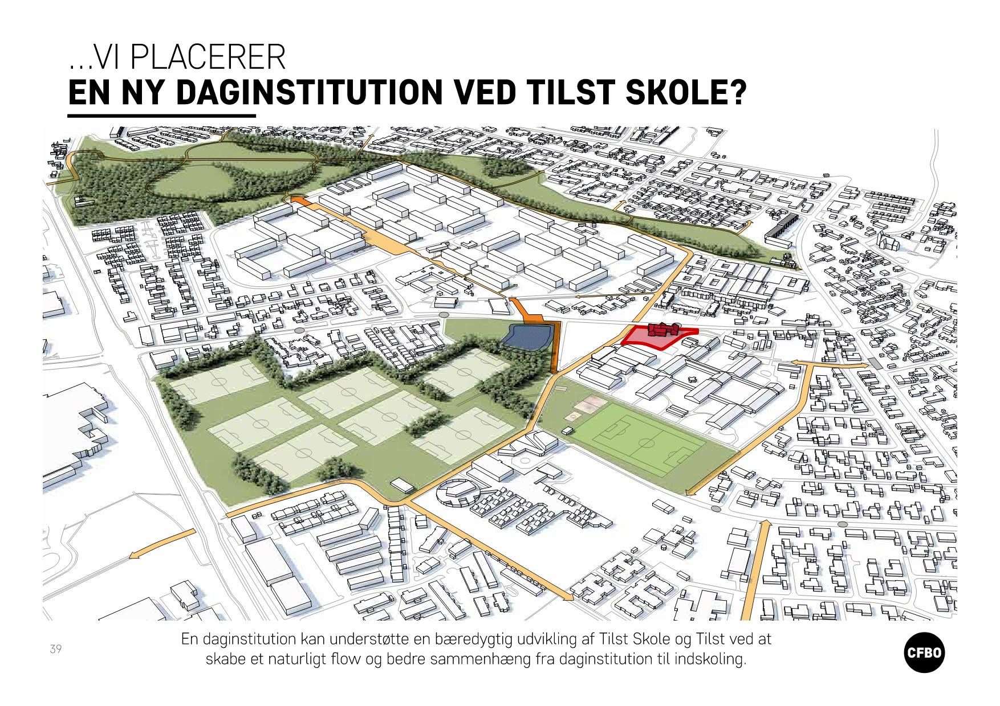 ...VI PLACERER
EN NY DAGINSTITUTION VED TILST SKOLE?
En daginstitution kan understøtte en bæredygtig udvikling af Tilst Skole og Tilst ved at
skabe et naturligt flow og bedre sammenhæng fra daginstitution til indskoling.
39
CFBO